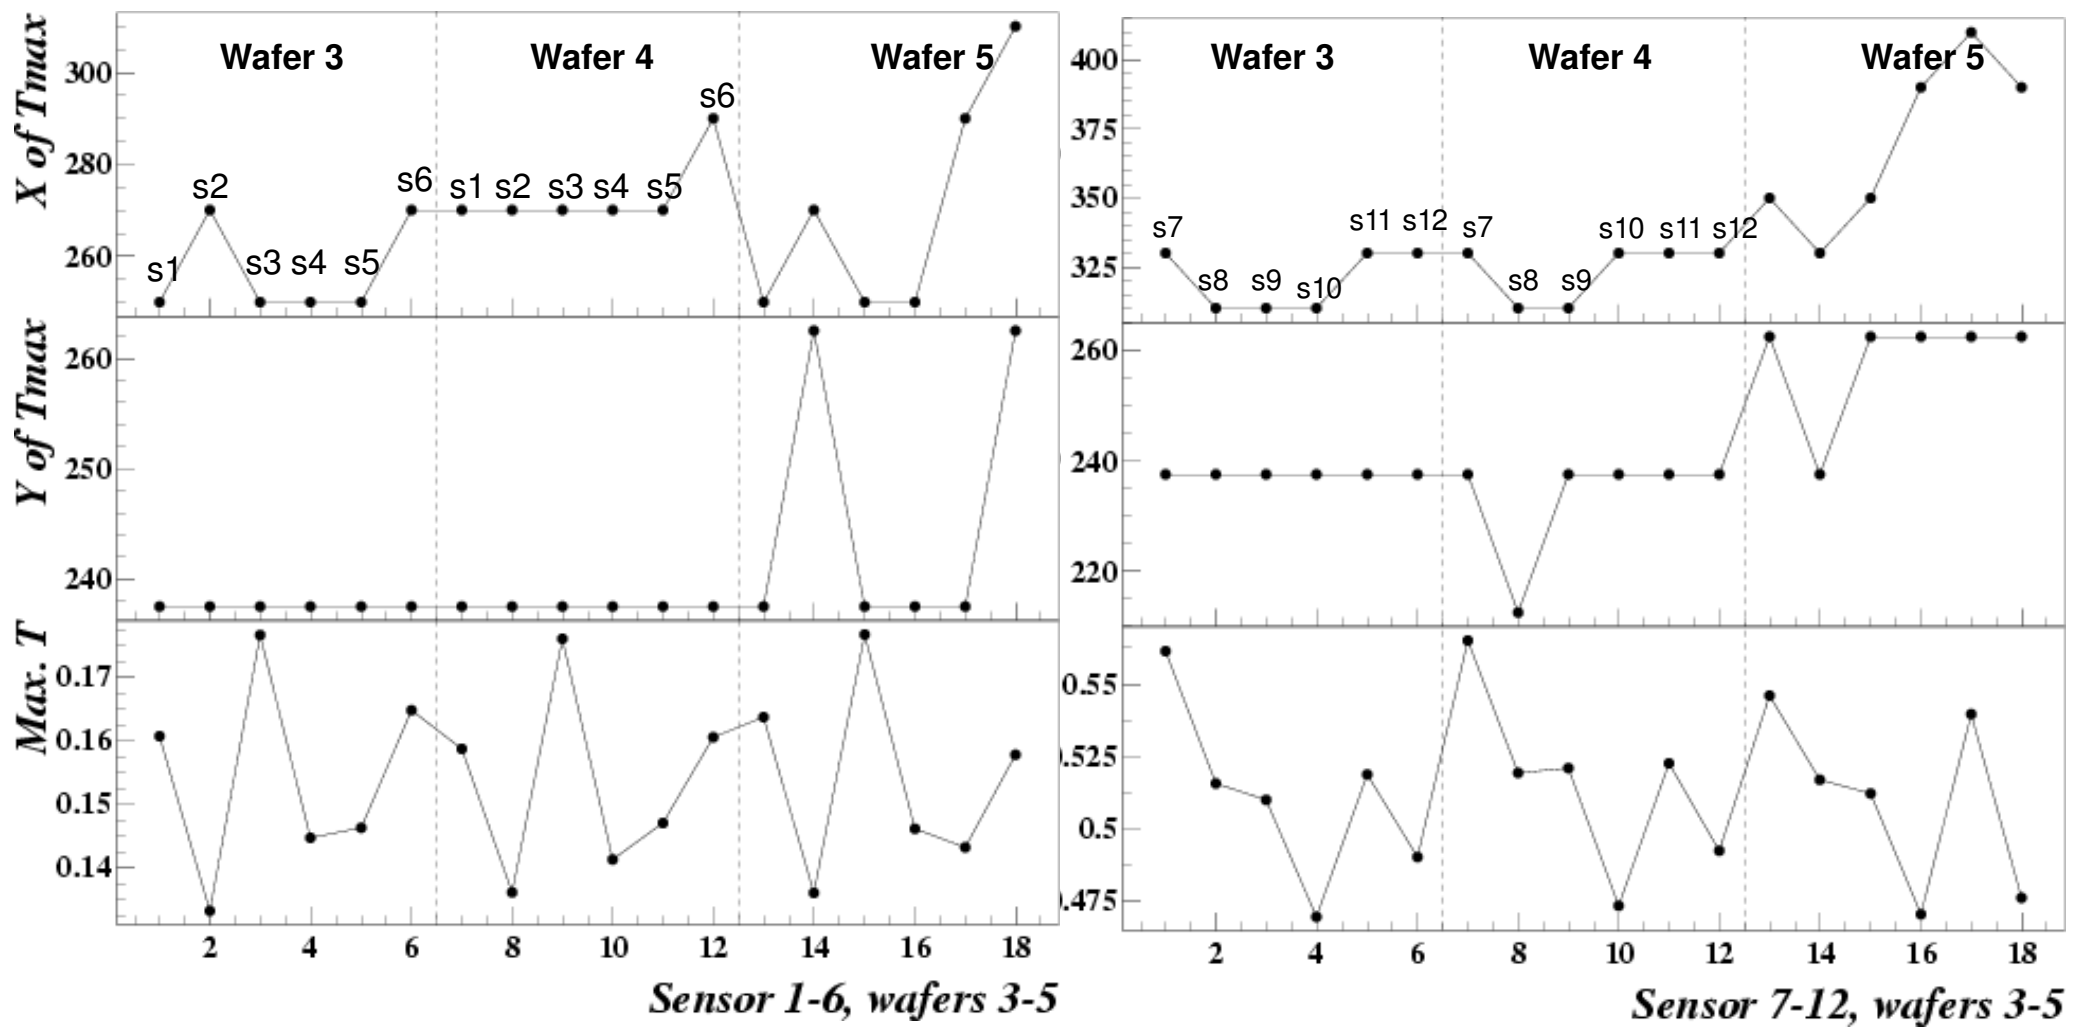 X of Tmax
300
280
260
Wafer 3
Wafer 4
Wafer 5
s1
s2
s3
s4
s5
s6
s1
s2
s3
s4
s5
s6
Y of Tmax
260
250
240
Max. T
0.17
0.16
0.15
0.14
2
4
6
8
10
12
14
16
18
Sensor 1-6, wafers 3-5
400
375
350
325
Wafer 3
Wafer 4
Wafer 5
s7
s8
s9
s10
s11
s12
s7
s8
s9
s10
s11
s12
260
240
220
0.55
.525
0.5
.475
2
4
6
8
10
12
14
16
18
Sensor 7-12, wafers 3-5